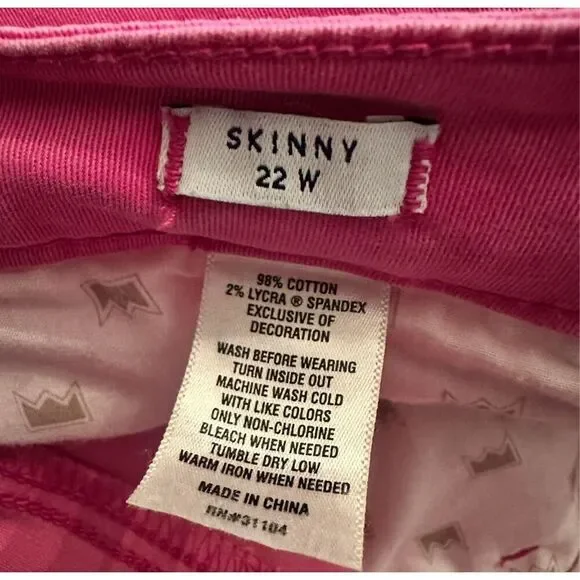 SKINNY
22 W
98% COTTON
2% LYCRA ® SPANDEX
EXCLUSIVE OF
DECORATION
WASH BEFORE WEARING
TURN INSIDE OUT
MACHINE WASH COLD
WITH LIKE COLORS
ONLY NON-CHLORINE
BLEACH WHEN NEEDED
TUMBLE DRY LOW
WARM IRON WHEN NEEDED
MADE IN CHINA
RN#31104